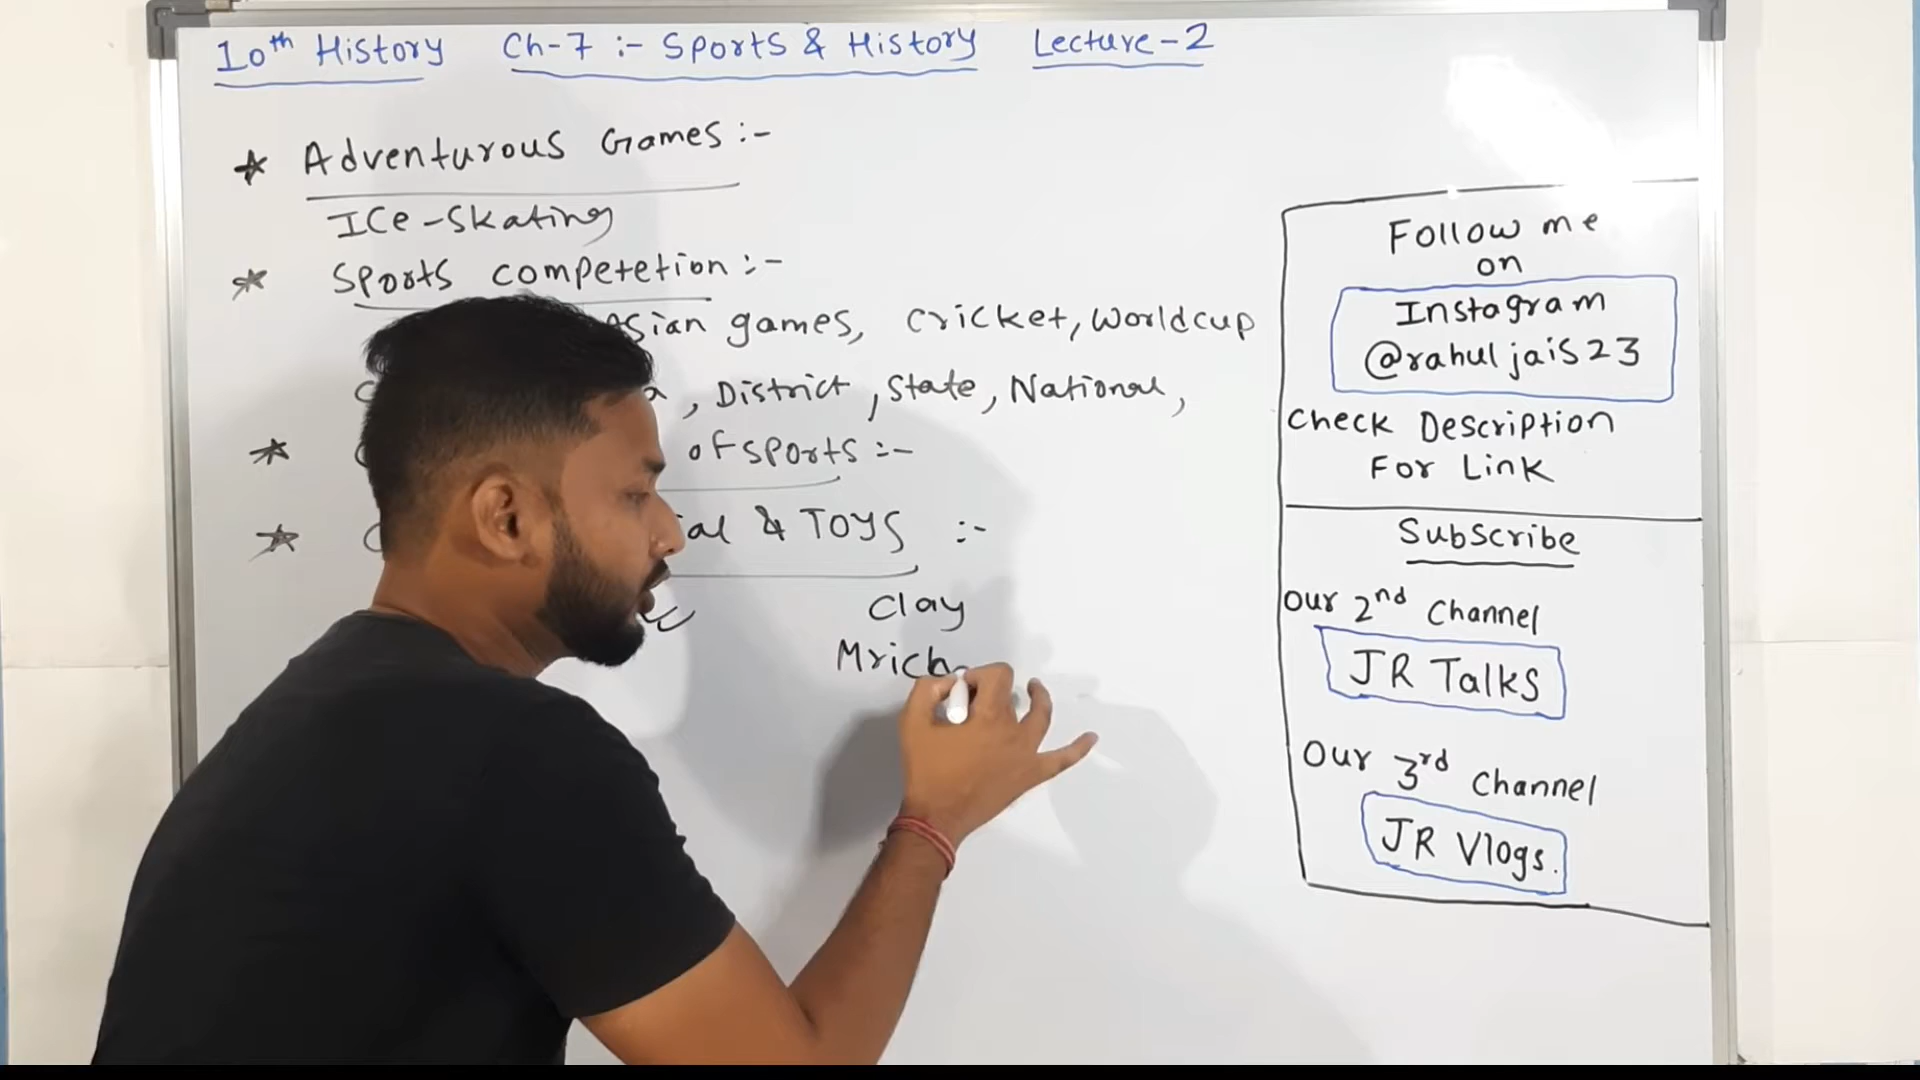 10th History Ch-7 :- Sports & History Lecture-2
* Adventurous Games :-
ICe-Skating
* Sports competetion :-
Asian games, cricket, worldcup
, District, State, National,
* of sports :-
* & Toys :-
Clay
Mrich
Follow me
on
Instagram
@rahuljais23
Check Description
For Link
Subscribe
Our 2nd Channel
JR Talks
Our 3rd Channel
JR Vlogs.